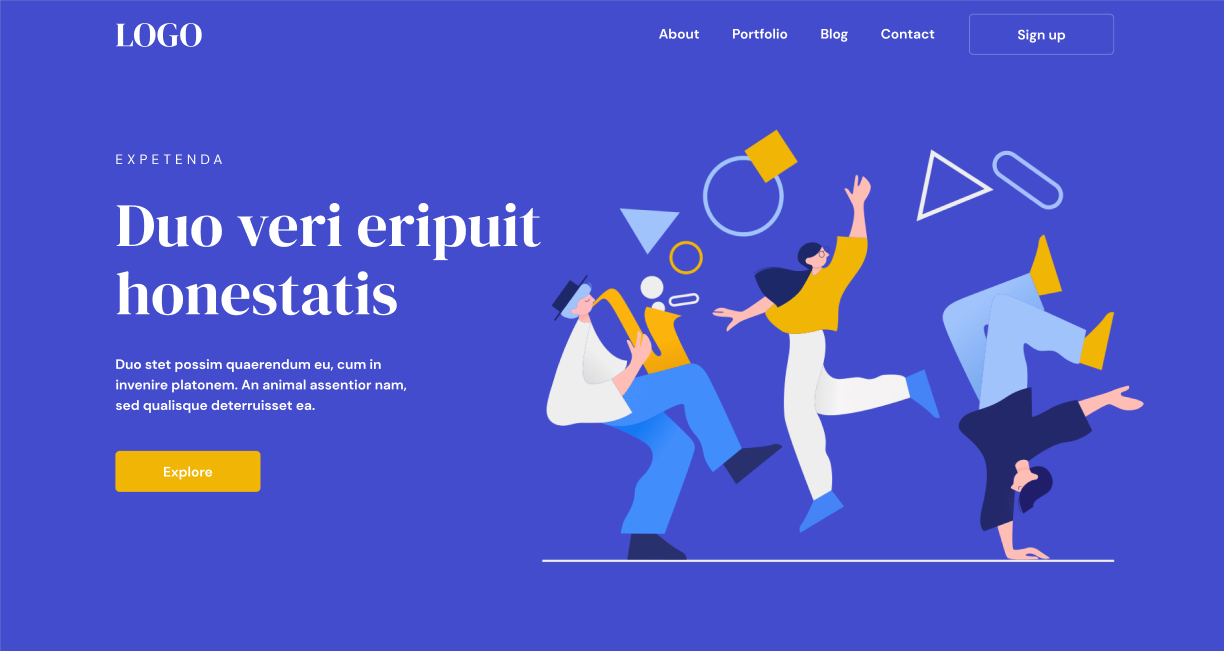 LOGO
About Portfolio Blog Contact Sign up
EXPETENDA
Duo veri eripuit
honestatis
Duo stet possim quaerendum eu, cum in
invenire platonem. An animal assentior nam,
sed qualisque deterruisset ea.
Explore